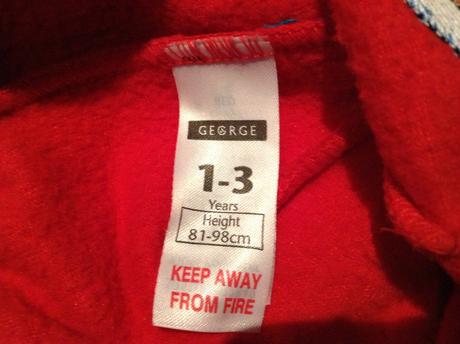 GEORGE
1-3
Years
Height
81-98cm
KEEP AWAY
FROM FIRE